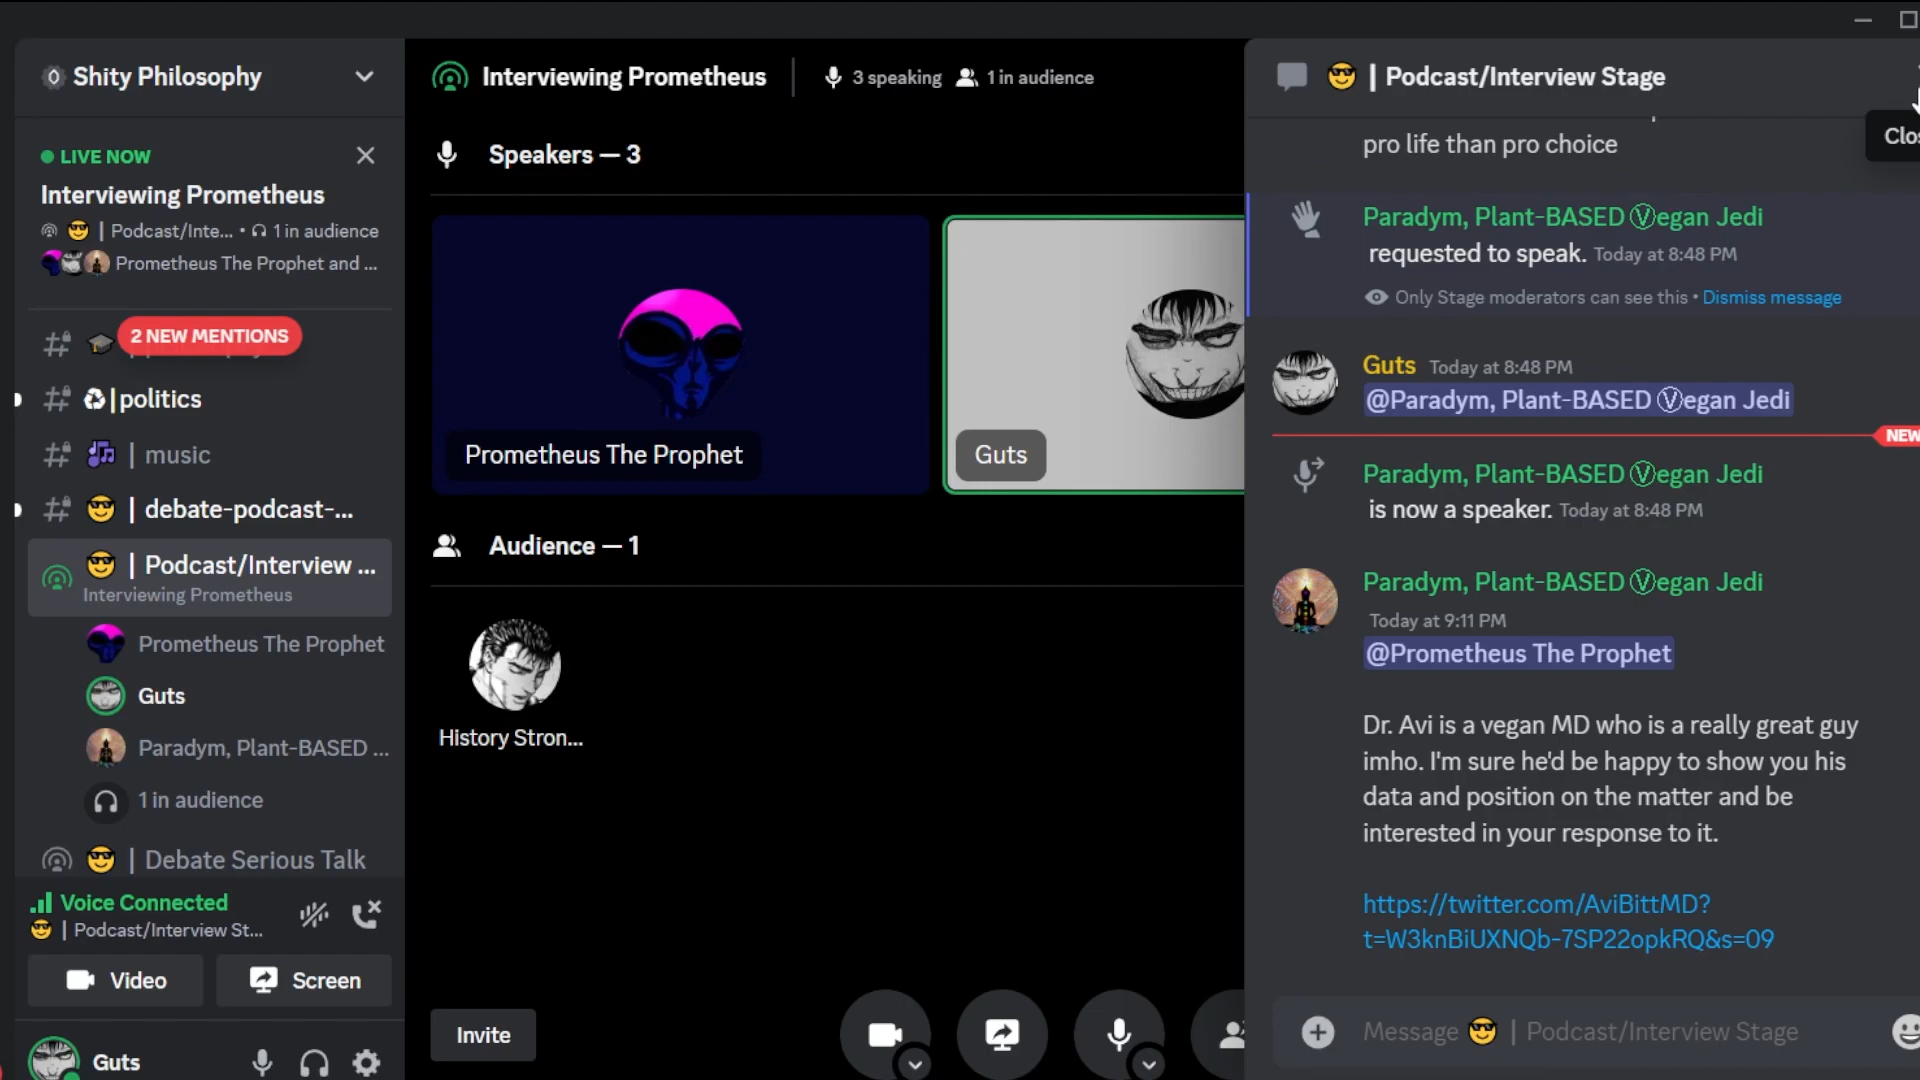 Shity Philosophy
LIVE NOW
Interviewing Prometheus
| Podcast/Inte... • 1 in audience
Prometheus The Prophet and ...
2 NEW MENTIONS
|politics
| music
| debate-podcast-...
| Podcast/Interview ...
Interviewing Prometheus
Prometheus The Prophet
Guts
Paradym, Plant-BASED ...
1 in audience
| Debate Serious Talk
Voice Connected
| Podcast/Interview St...
Video
Screen
Guts
Interviewing Prometheus
3 speaking
1 in audience
Speakers — 3
Prometheus The Prophet
Guts
Audience — 1
History Stron...
Invite
| Podcast/Interview Stage
Clos
pro life than pro choice
Paradym, Plant-BASED Ⓥegan Jedi
requested to speak. Today at 8:48 PM
Only Stage moderators can see this • Dismiss message
Guts Today at 8:48 PM
@Paradym, Plant-BASED Ⓥegan Jedi
NEW
Paradym, Plant-BASED Ⓥegan Jedi
is now a speaker. Today at 8:48 PM
Paradym, Plant-BASED Ⓥegan Jedi
Today at 9:11 PM
@Prometheus The Prophet
Dr. Avi is a vegan MD who is a really great guy
imho. I'm sure he'd be happy to show you his
data and position on the matter and be
interested in your response to it.
https://twitter.com/AviBittMD?
t=W3knBiUXNQb-7SP22opkRQ&s=09
Message | Podcast/Interview Stage